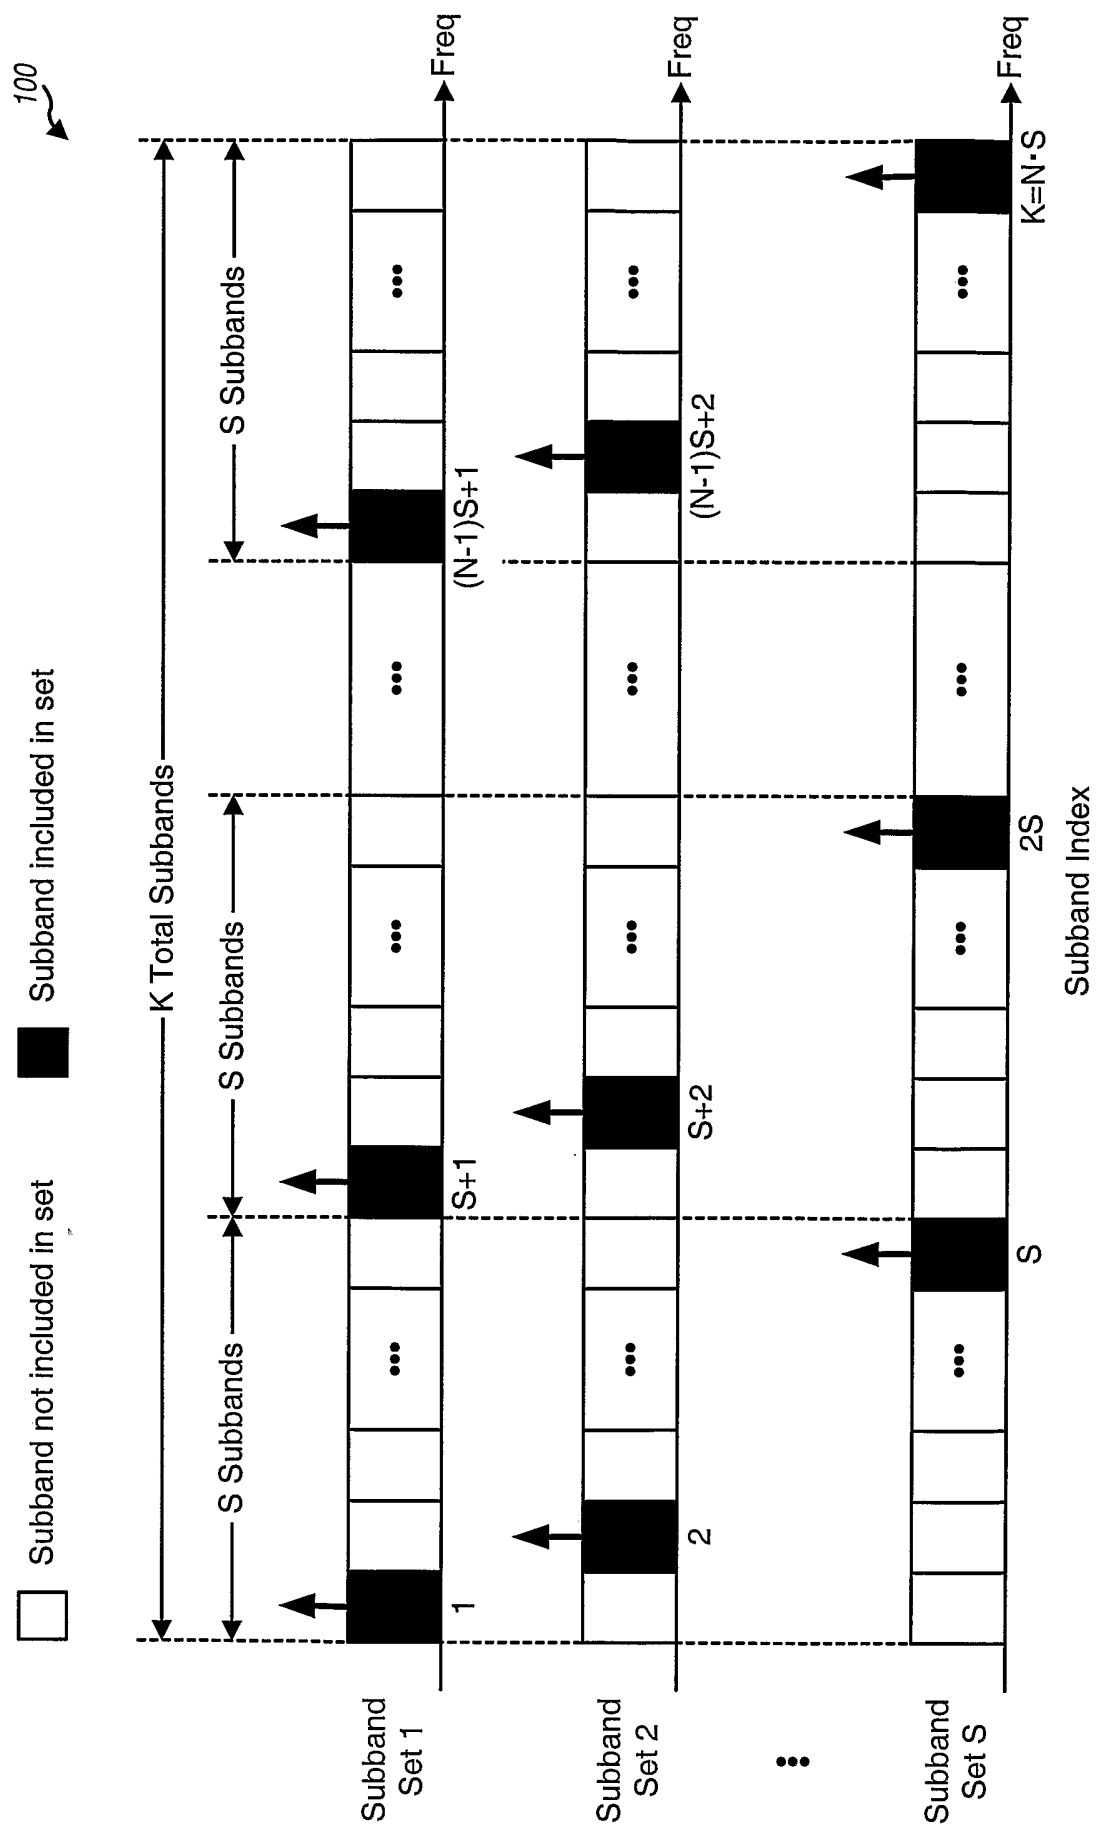 100
Subband not included in set
Subband included in set
K Total Subbands
S Subbands
S Subbands
S Subbands
Subband
Set 1
•••
•••
•••
•••
Freq
1
S+1
(N-1)S+1
Subband
Set 2
•••
•••
•••
•••
Freq
2
S+2
(N-1)S+2
•••
Subband
Set S
•••
•••
•••
•••
Freq
S
2S
K=N·S
Subband Index